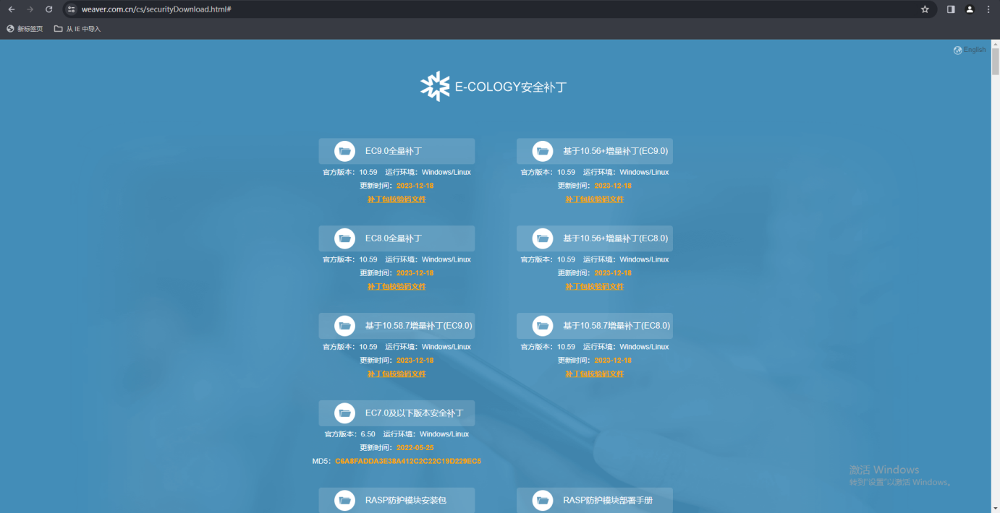 weaver.com.cn/cs/securityDownload.html#
新标签页 从 IE 中导入
English
E-COLOGY安全补丁
EC9.0全量补丁
官方版本：10.59 运行环境：Windows/Linux
更新时间：2023-12-18
补丁包校验码文件
基于10.56+增量补丁(EC9.0)
官方版本：10.59 运行环境：Windows/Linux
更新时间：2023-12-18
补丁包校验码文件
EC8.0全量补丁
官方版本：10.59 运行环境：Windows/Linux
更新时间：2023-12-18
补丁包校验码文件
基于10.56+增量补丁(EC8.0)
官方版本：10.59 运行环境：Windows/Linux
更新时间：2023-12-18
补丁包校验码文件
基于10.58.7增量补丁(EC9.0)
官方版本：10.59 运行环境：Windows/Linux
更新时间：2023-12-18
补丁包校验码文件
基于10.58.7增量补丁(EC8.0)
官方版本：10.59 运行环境：Windows/Linux
更新时间：2023-12-18
补丁包校验码文件
EC7.0及以下版本安全补丁
官方版本：6.50 运行环境：Windows/Linux
更新时间：2022-05-25
MD5：C6A8FADDA3E38A412C2C22C19D229EC5
RASP防护模块安装包
RASP防护模块部署手册
激活 Windows
转到"设置"以激活 Windows。